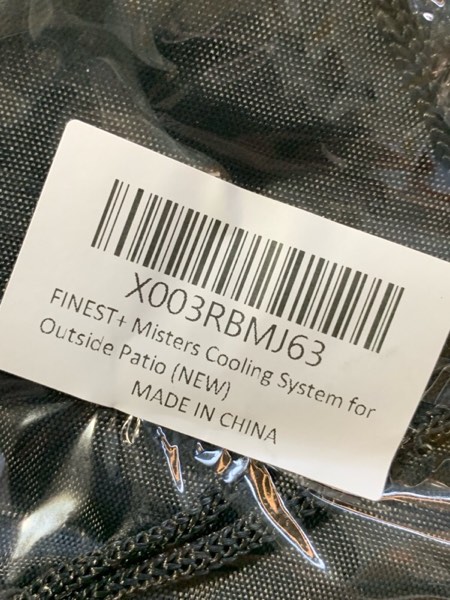 X003RBMJ63
FINEST+ Misters Cooling System for
Outside Patio (NEW)
MADE IN CHINA